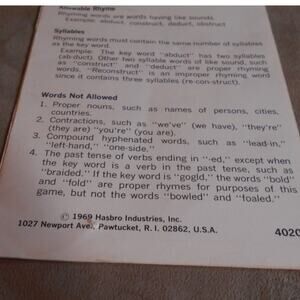 Allowable Rhyme
Rhyming words are words having like sounds.
Example: abduct, construct, deduct, obstruct
Syllables
Rhyming words must contain the same number of syllables
as the key word.
Example: The key word "abduct" has two syllables
(ab-duct). Other two syllable words of like sound, such
as "construct" and "deduct" are proper rhyming
words. "Reconstruct" is an improper rhyming word
since it contains three syllables (re-con-struct).
Words Not Allowed
1. Proper nouns, such as names of persons, cities,
countries.
2. Contractions, such as "we've" (we have), "they're"
(they are) "you're" (you are).
3. Compound hyphenated words, such as "lead-in,"
"left-hand," "one-side."
4. The past tense of verbs ending in "-ed," except when
the key word is a verb in the past tense, such as
"braided." If the key word is "gogld," the words "bold"
and "fold" are proper rhymes for purposes of this
game, but not the words "bowled" and "foaled."
© 1969 Hasbro Industries, Inc.
1027 Newport Ave., Pawtucket, R. I. 02862, U.S.A.
4020